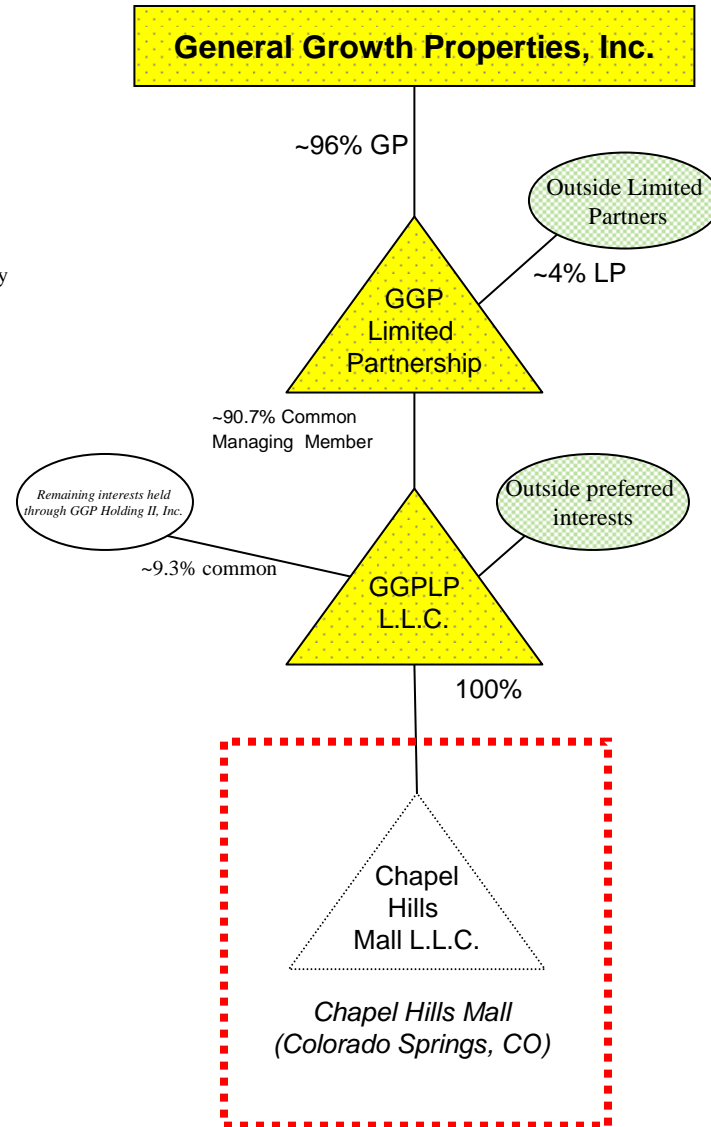 General Growth Properties, Inc.
~96% GP
Outside Limited
Partners
~4% LP
y
GGP
Limited
Partnership
~90.7% Common
Managing Member
Remaining interests held
through GGP Holding II, Inc.
Outside preferred
interests
~9.3% common
GGPLP
L.L.C.
100%
Chapel
Hills
Mall L.L.C.
Chapel Hills Mall
(Colorado Springs, CO)